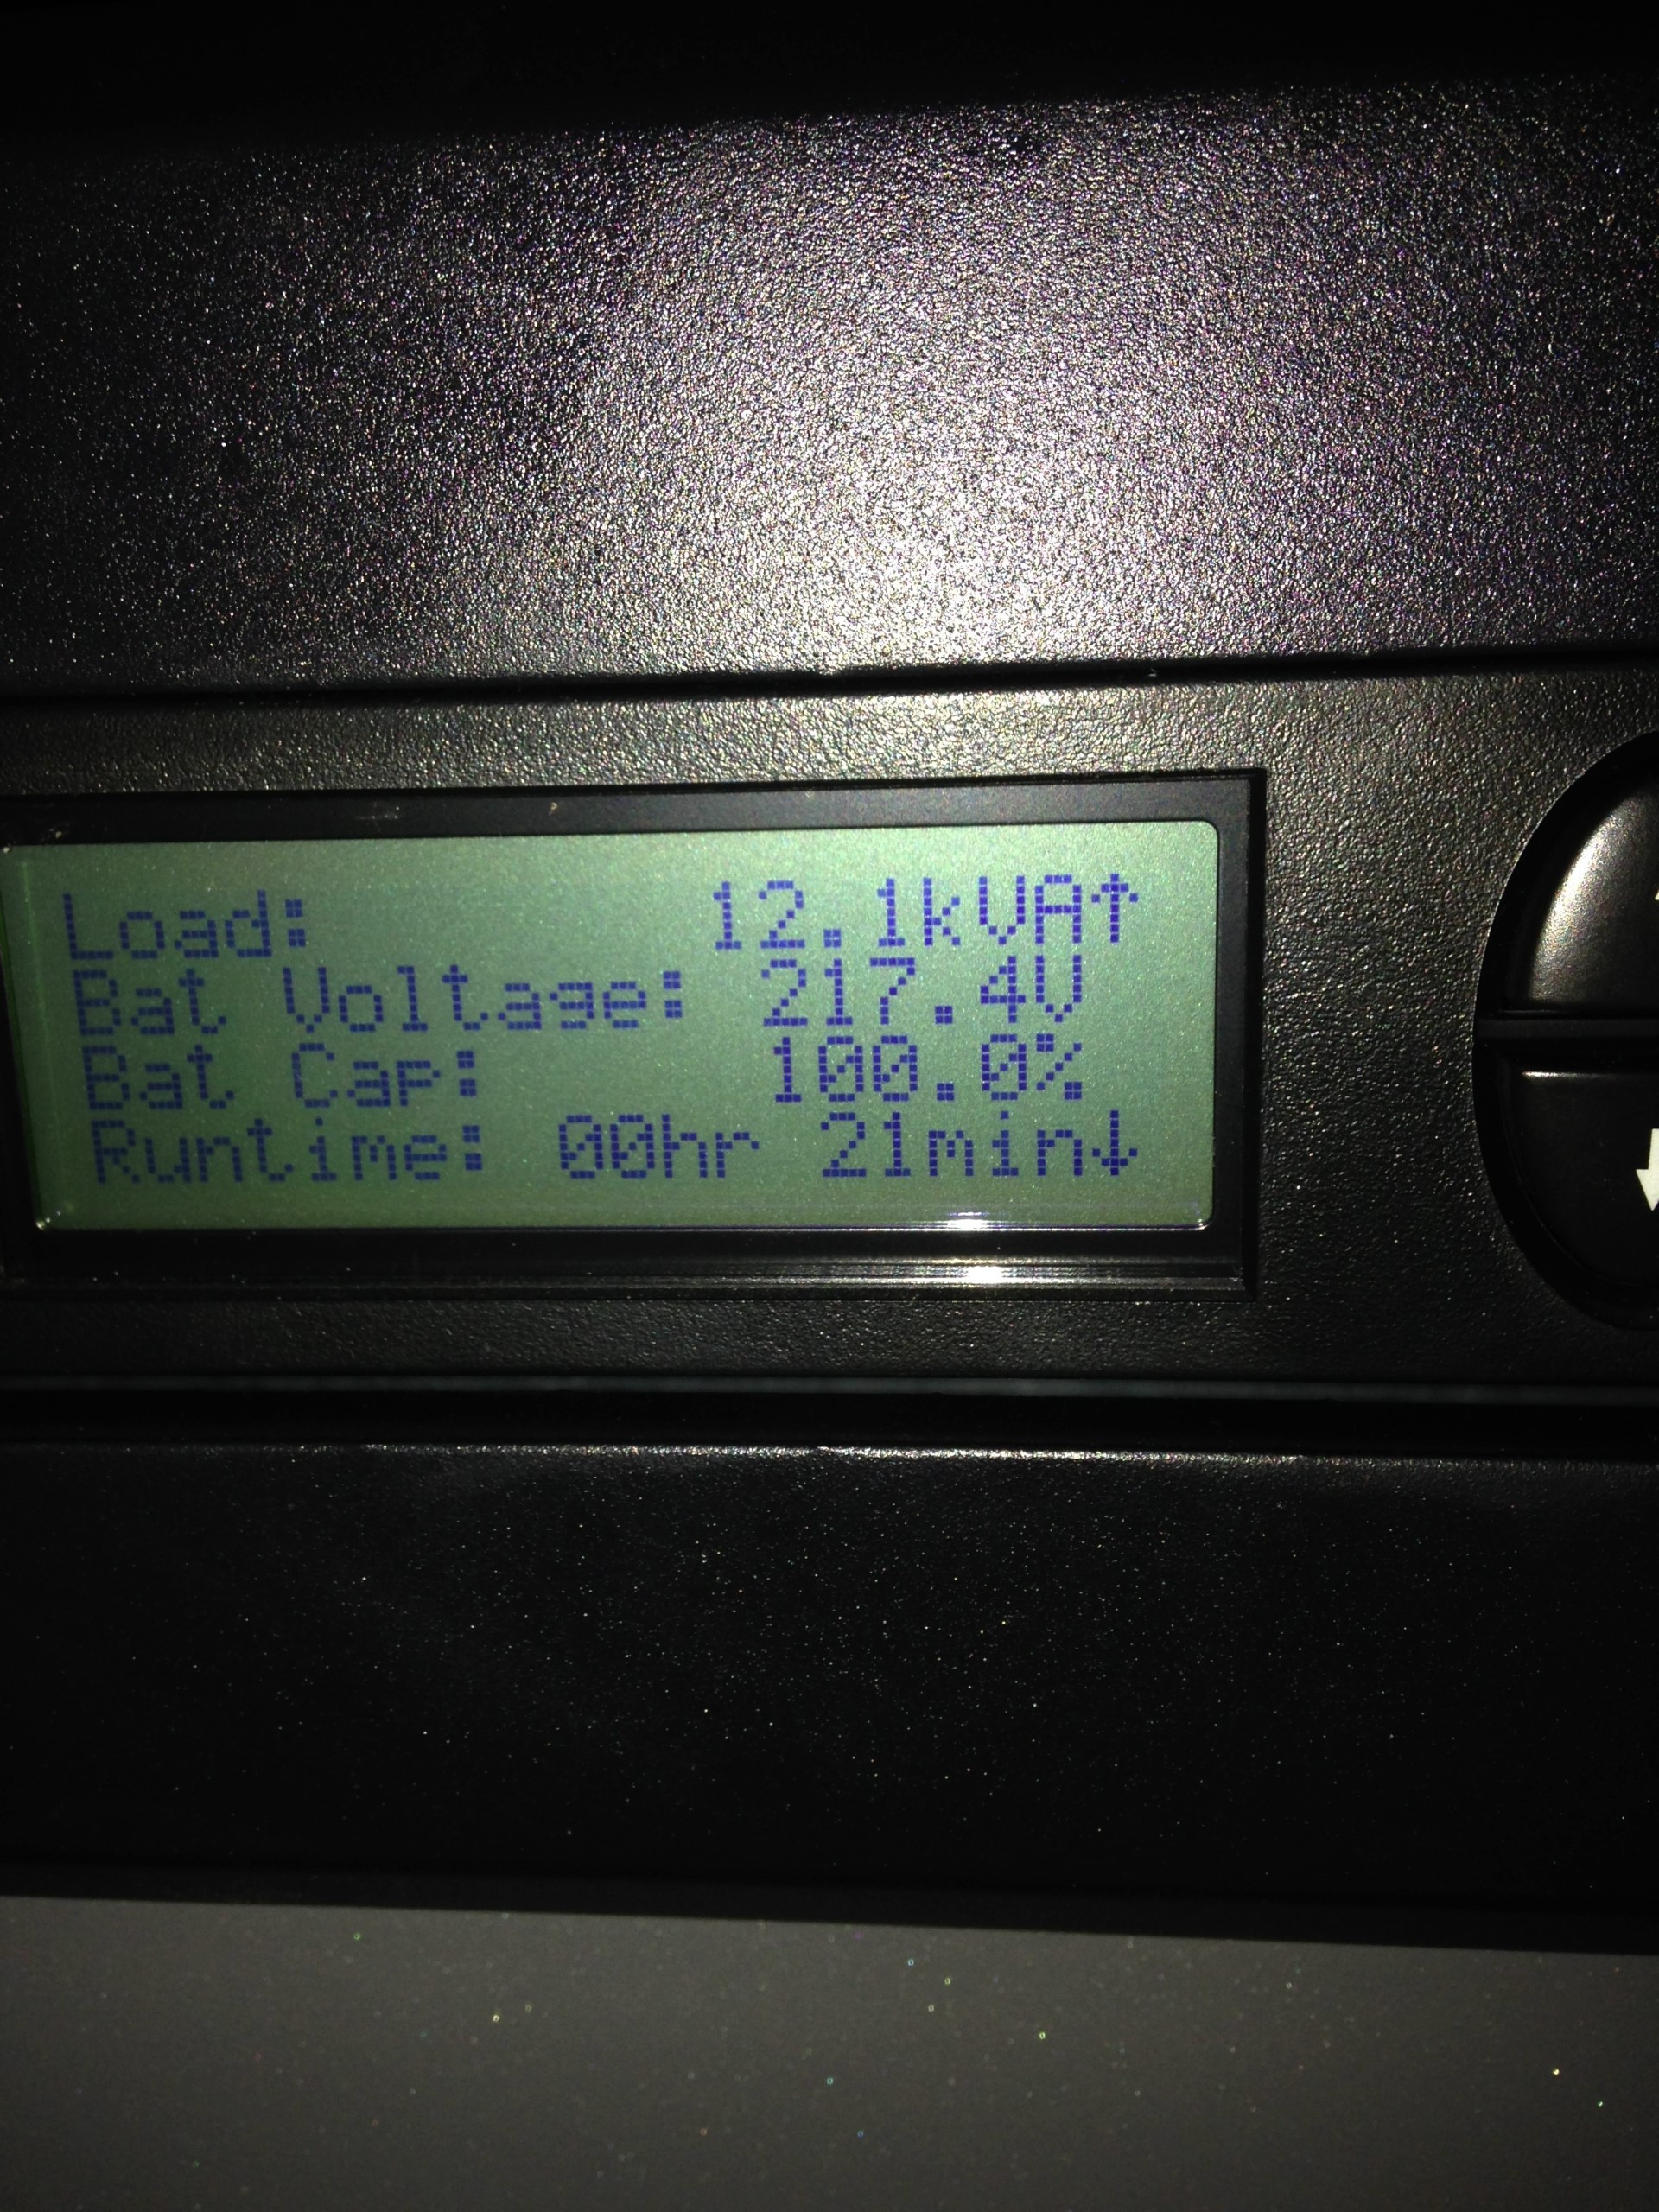 Load: 12.1kVA↑
Bat Voltage: 217.4V
Bat Cap: 100.0%
Runtime: 00hr 21min↓